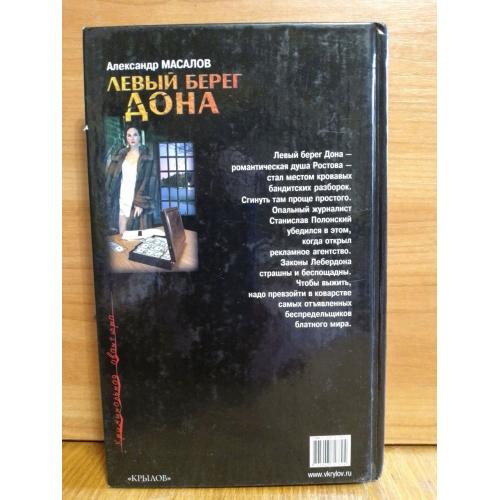 Александр МАСАЛОВ
ЛЕВЫЙ БЕРЕГ
ДОНА
Левый берег Дона –
романтическая душа Ростова –
стал местом кровавых
бандитских разборок.
Сгинуть там проще простого.
Опальный журналист
Станислав Полонский
убедился в этом,
когда открыл
рекламное агентство.
Законы Лебердона
страшны и беспощадны.
Чтобы выжить,
надо превзойти в коварстве
самых отъявленных
беспредельщиков
блатного мира.
криминальная авантюра
«КРЫЛОВ»
www.vkrylov.ru